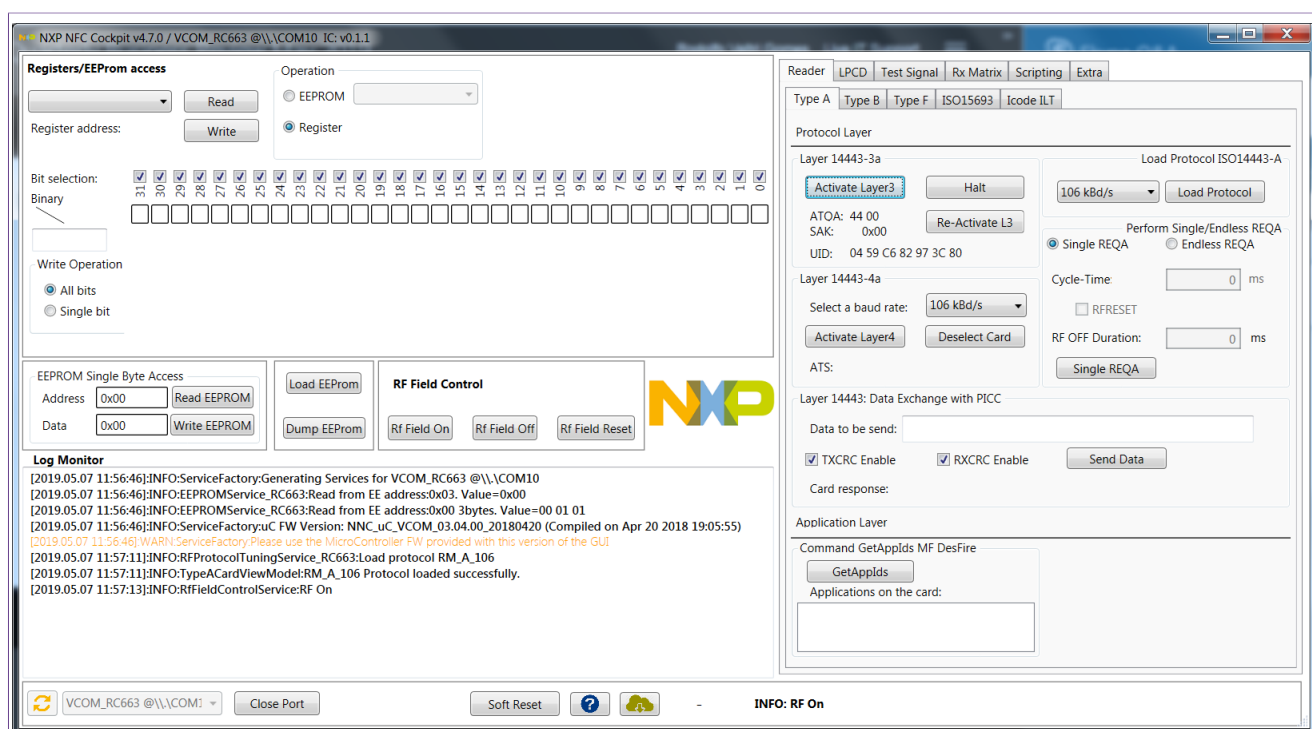 NXP NFC Cockpit v4.7.0 / VCOM_RC663 @\\.\COM10 IC: v0.1.1
Registers/EEProm access
Read
Register address:
Write
Operation
EEPROM
Register
Bit selection:
31 30 29 28 27 26 25 24 23 22 21 20 19 18 17 16 15 14 13 12 11 10 9 8 7 6 5 4 3 2 1 0
Binary
Write Operation
All bits
Single bit
EEPROM Single Byte Access
Address 0x00 Read EEPROM
Data 0x00 Write EEPROM
Load EEProm
Dump EEProm
RF Field Control
Rf Field On Rf Field Off Rf Field Reset
NXP
Log Monitor
[2019.05.07 11:56:46]:INFO:ServiceFactory:Generating Services for VCOM_RC663 @\\.\COM10
[2019.05.07 11:56:46]:INFO:EEPROMService_RC663:Read from EE address:0x03. Value=0x00
[2019.05.07 11:56:46]:INFO:EEPROMService_RC663:Read from EE address:0x00 3bytes. Value=00 01 01
[2019.05.07 11:56:46]:INFO:ServiceFactory:uC FW Version: NNC_uC_VCOM_03.04.00_20180420 (Compiled on Apr 20 2018 19:05:55)
[2019.05.07 11:56:46]:WARN:ServiceFactory:Please use the MicroController FW provided with this version of the GUI
[2019.05.07 11:57:11]:INFO:RFProtocolTuningService_RC663:Load protocol RM_A_106
[2019.05.07 11:57:11]:INFO:TypeACardViewModel:RM_A_106 Protocol loaded successfully.
[2019.05.07 11:57:13]:INFO:RfFieldControlService:RF On
Reader LPCD Test Signal Rx Matrix Scripting Extra
Type A Type B Type F ISO15693 Icode ILT
Protocol Layer
Layer 14443-3a
Activate Layer3 Halt
ATQA: 44 00
SAK: 0x00
Re-Activate L3
UID: 04 59 C6 82 97 3C 80
Layer 14443-4a
Select a baud rate: 106 kBd/s
Activate Layer4 Deselect Card
ATS:
Load Protocol ISO14443-A
106 kBd/s Load Protocol
Perform Single/Endless REQA
Single REQA Endless REQA
Cycle-Time: 0 ms
RFRESET
RF OFF Duration: 0 ms
Single REQA
Layer 14443: Data Exchange with PICC
Data to be send:
TXCRC Enable RXCRC Enable Send Data
Card response:
Application Layer
Command GetAppIds MF DesFire
GetAppIds
Applications on the card:
VCOM_RC663 @\\.\COM1 Close Port Soft Reset ? - INFO: RF On